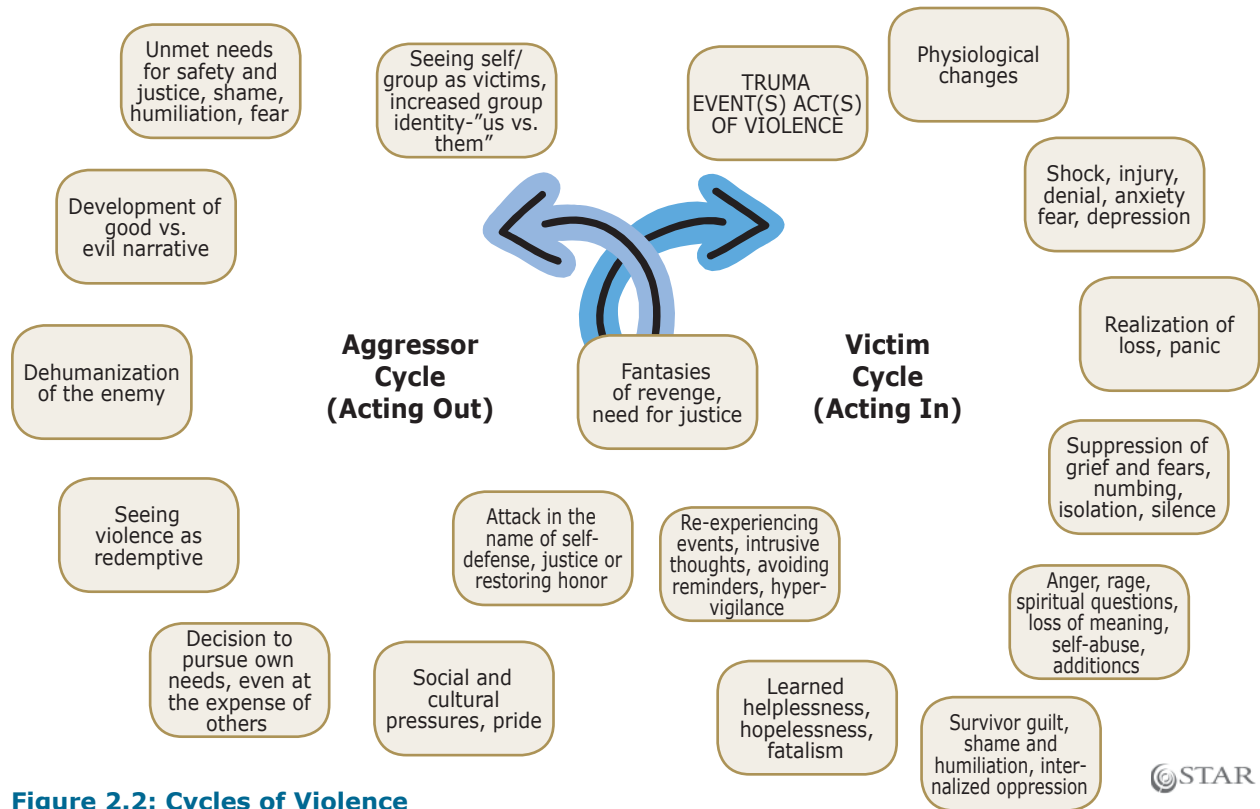 Unmet needs
for safety and
justice, shame,
humiliation, fear
Seeing self/
group as victims,
increased group
identity-”us vs.
them”
TRUMA
EVENT(S) ACT(S)
OF VIOLENCE
Physiological
changes
Development of
good vs.
evil narrative
Shock, injury,
denial, anxiety
fear, depression
Dehumanization
of the enemy
Aggressor
Cycle
(Acting Out)
Fantasies
of revenge,
need for justice
Victim
Cycle
(Acting In)
Realization of
loss, panic
Seeing
violence as
redemptive
Attack in the
name of self-
defense, justice or
restoring honor
Re-experiencing
events, intrusive
thoughts, avoiding
reminders, hyper-
vigilance
Suppression of
grief and fears,
numbing,
isolation, silence
Anger, rage,
spiritual questions,
loss of meaning,
self-abuse,
additioncs
Decision to
pursue own
needs, even at
the expense of
others
Social and
cultural
pressures, pride
Learned
helplessness,
hopelessness,
fatalism
Survivor guilt,
shame and
humiliation, inter-
nalized oppression
STAR
Figure 2.2: Cycles of Violence